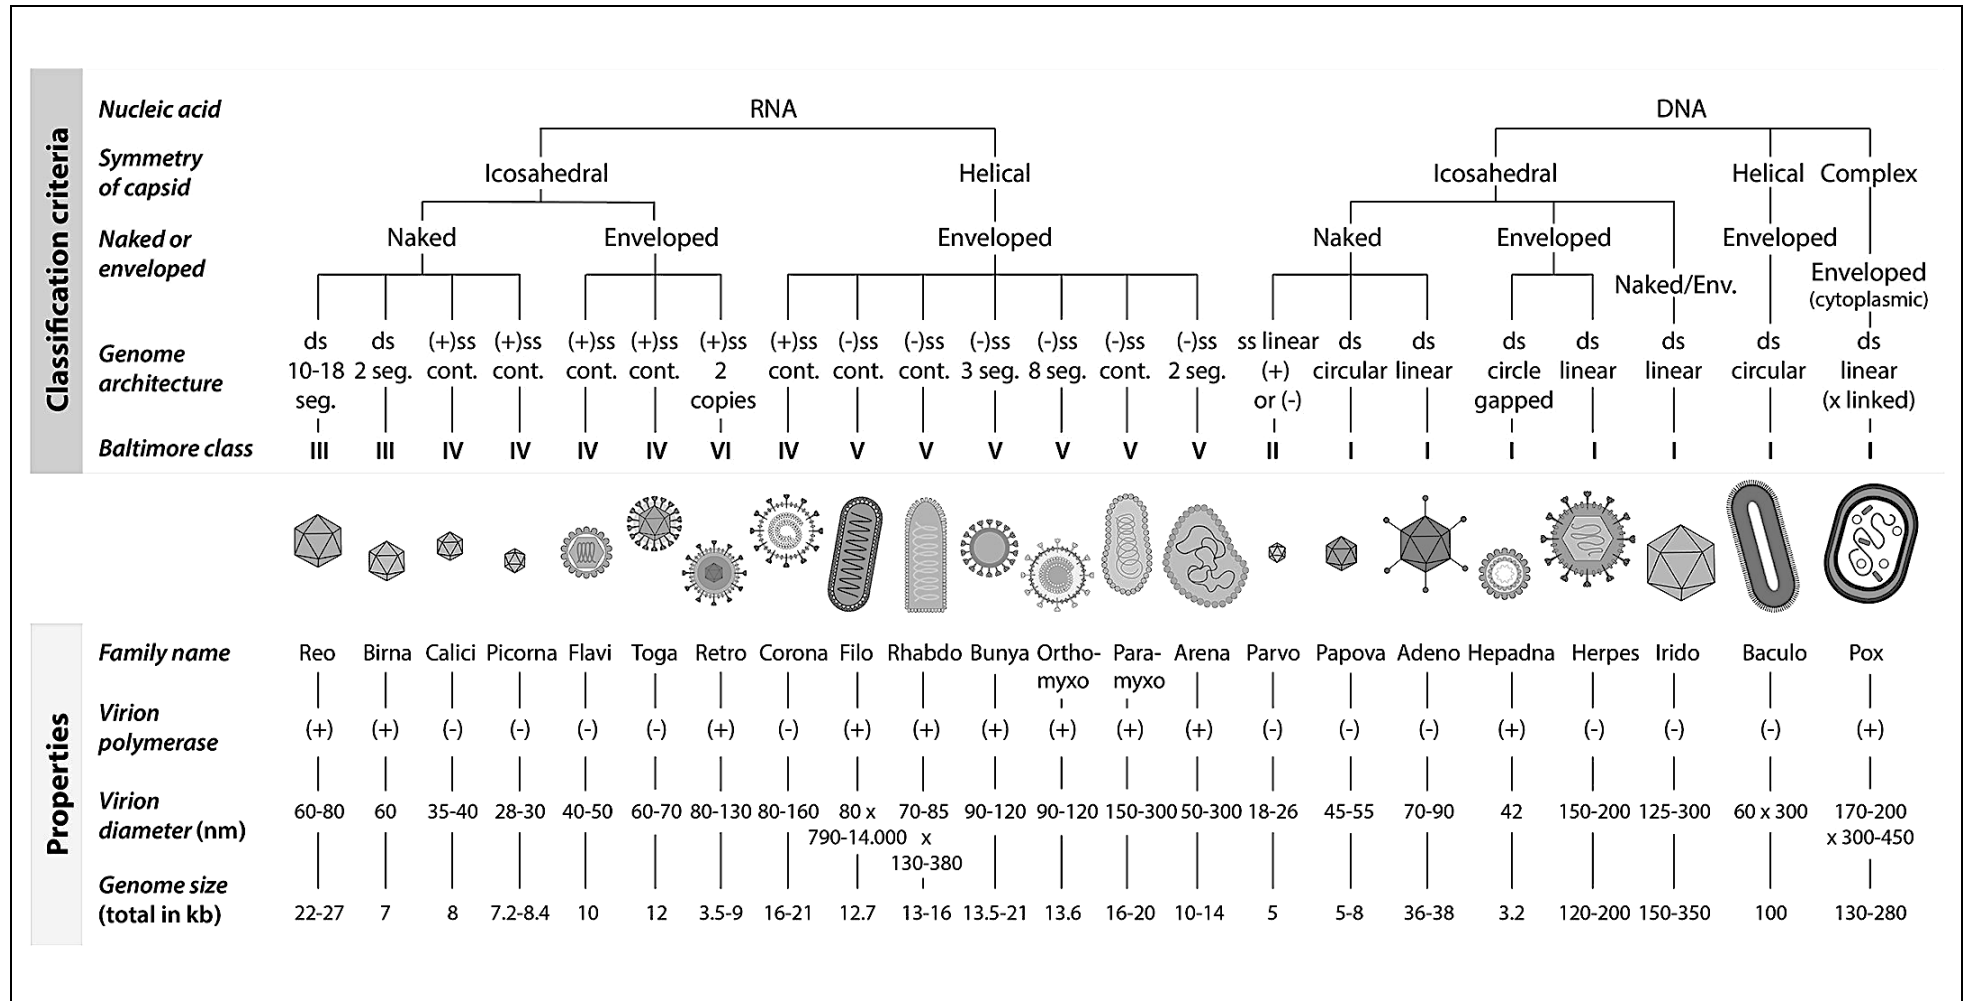 Classification criteria
Nucleic acid
RNA
DNA
Symmetry
of capsid
Icosahedral
Helical
Icosahedral
Helical
Complex
Naked or
enveloped
Naked
Enveloped
Enveloped
Naked
Enveloped
Naked/Env.
Enveloped
Enveloped
(cytoplasmic)
Genome
architecture
ds
10-18
seg.
ds
2 seg.
(+)ss
cont.
(+)ss
cont.
(+)ss
cont.
(+)ss
cont.
(+)ss
2
copies
(+)ss
cont.
(-)ss
cont.
(-)ss
cont.
(-)ss
3 seg.
(-)ss
8 seg.
(-)ss
cont.
(-)ss
2 seg.
ss linear
(+)
or (-)
ds
circular
ds
linear
ds
circle
gapped
ds
linear
ds
linear
ds
circular
ds
linear
(x linked)
Baltimore class
III III IV IV IV IV VI IV V V V V V V II I I I I I I I
Properties
Family name
Reo
Birna
Calici
Picorna
Flavi
Toga
Retro
Corona
Filo
Rhabdo
Bunya
Ortho-
myxo
Para-
myxo
Arena
Parvo
Papova
Adeno
Hepadna
Herpes
Irido
Baculo
Pox
Virion
polymerase
(+) (+) (-) (-) (-) (-) (+) (-) (+) (+) (+) (+) (+) (+) (-) (-) (-) (+) (-) (-) (-) (+)
Virion
diameter (nm)
60-80
60
35-40
28-30
40-50
60-70
80-130
80-160
80 x
790-14.000
70-85
x
130-380
90-120
90-120
150-300
50-300
18-26
45-55
70-90
42
150-200
125-300
60 x 300
170-200
x 300-450
Genome size
(total in kb)
22-27 7 8 7.2-8.4 10 12 3.5-9 16-21 12.7 13-16 13.5-21 13.6 16-20 10-14 5 5-8 36-38 3.2 120-200 150-350 100 130-280